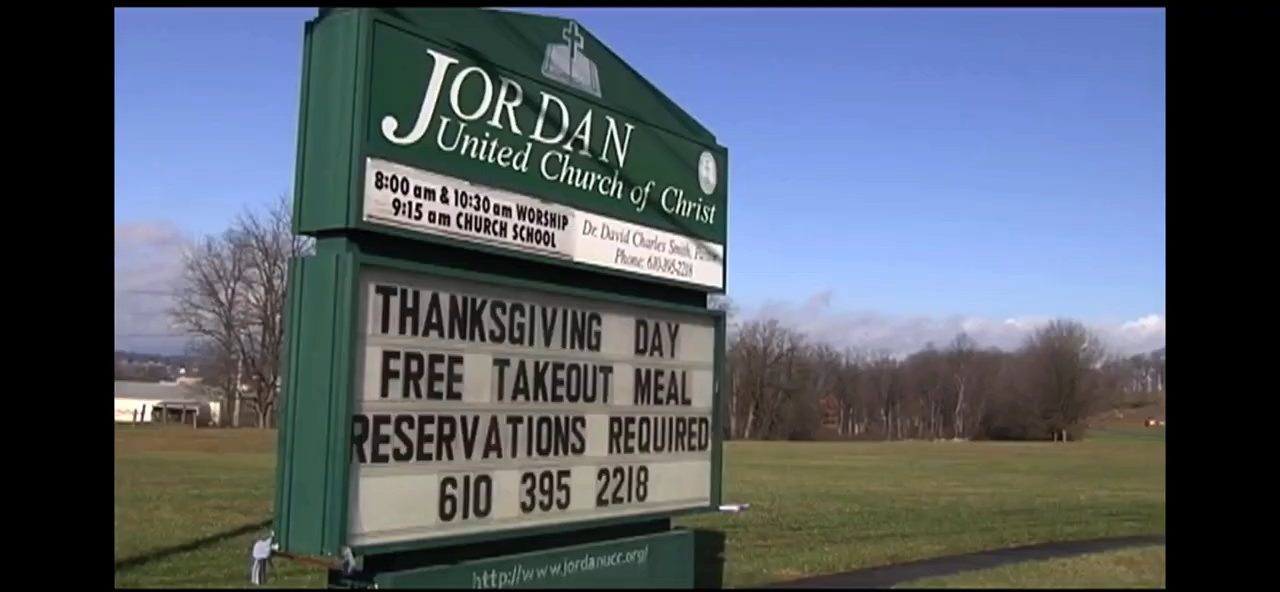 JORDAN
United Church of Christ
8:00 am & 10:30 am WORSHIP
9:15 am CHURCH SCHOOL
Dr. David Charles Smith, Pastor
Phone: 610-395-2218
THANKSGIVING DAY
FREE TAKEOUT MEAL
RESERVATIONS REQUIRED
610 395 2218
http://www.jordanucc.org/